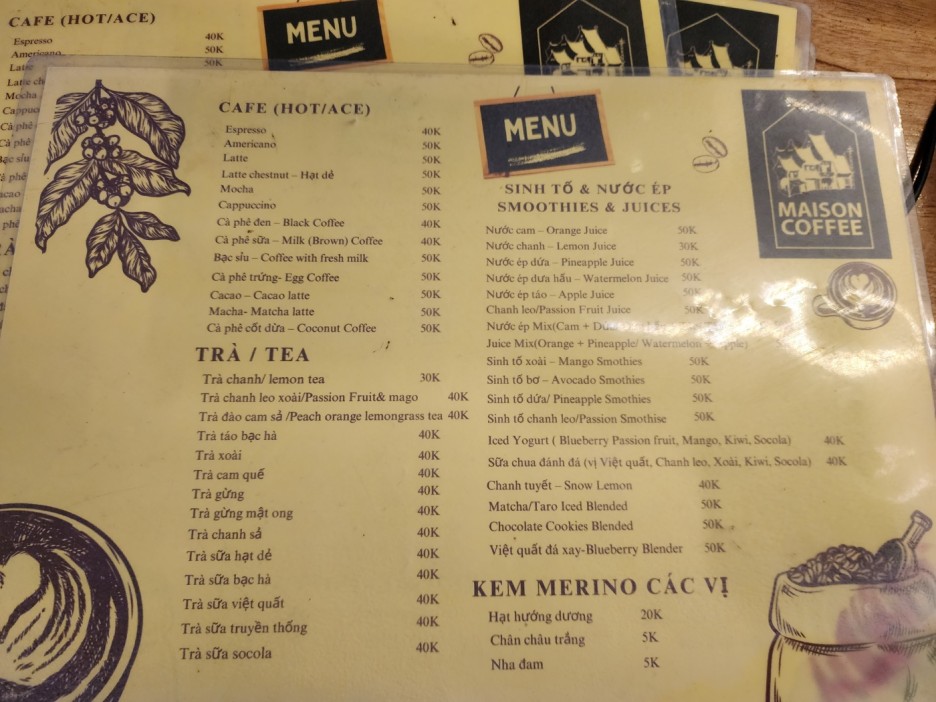 CAFE (HOT/ACE)
Espresso 40K
Americano 50K
Latte 50K
Mocha
MENU
CAFE (HOT/ACE)
Espresso 40K
Americano 50K
Latte 50K
Latte chestnut – Hạt dẻ 50K
Mocha 50K
Cappuccino 50K
Cà phê đen – Black Coffee 40K
Cà phê sữa – Milk (Brown) Coffee 40K
Bạc sỉu – Coffee with fresh milk 50K
Cà phê trứng- Egg Coffee 50K
Cacao – Cacao latte 50K
Macha- Matcha latte 50K
Cà phê cốt dừa – Coconut Coffee 50K
TRÀ / TEA
Trà chanh/ lemon tea 30K
Trà chanh leo xoài/Passion Fruit& mago 40K
Trà đào cam sả /Peach orange lemongrass tea 40K
Trà táo bạc hà 40K
Trà xoài 40K
Trà cam quế 40K
Trà gừng 40K
Trà gừng mật ong 40K
Trà chanh sả 40K
Trà sữa hạt dẻ 40K
Trà sữa bạc hà 40K
Trà sữa việt quất 40K
Trà sữa truyền thống 40K
Trà sữa socola 40K
MENU
MAISON
COFFEE
SINH TỐ & NƯỚC ÉP
SMOOTHIES & JUICES
Nước cam – Orange Juice 50K
Nước chanh – Lemon Juice 30K
Nước ép dứa – Pineapple Juice 50K
Nước ép dưa hấu – Watermelon Juice 50K
Nước ép táo – Apple Juice 50K
Chanh leo/Passion Fruit Juice 50K
Nước ép Mix(Cam +
Juice Mix(Orange + Pineapple/ Watermelon + Apple)
Sinh tố xoài – Mango Smothies 50K
Sinh tố bơ – Avocado Smothies 50K
Sinh tố dứa/ Pineapple Smothies 50K
Sinh tố chanh leo/Passion Smothise 50K
Iced Yogurt ( Blueberry Passion fruit, Mango, Kiwi, Socola) 40K
Sữa chua đánh đá (vị Việt quất, Chanh leo, Xoài, Kiwi, Socola) 40K
Chanh tuyết – Snow Lemon 40K
Matcha/Taro Iced Blended 50K
Chocolate Cookies Blended 50K
Việt quất đá xay-Blueberry Blender 50K
KEM MERINO CÁC VỊ
Hạt hướng dương 20K
Chân châu trắng 5K
Nha đam 5K